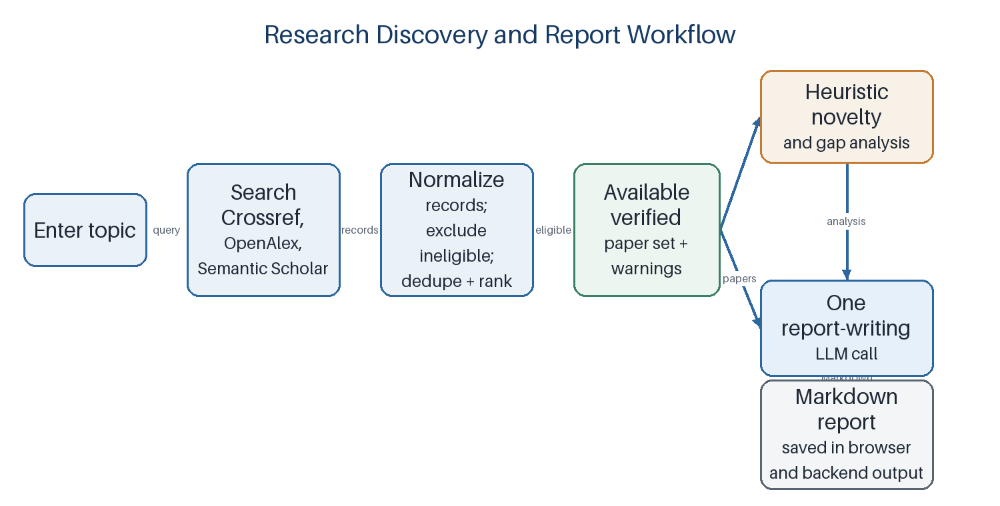 Research Discovery and Report Workflow
Enter topic
query
Search
Crossref,
OpenAlex,
Semantic Scholar
records
Normalize
records;
exclude
ineligible;
dedupe + rank
eligible
Available
verified
paper set +
warnings
papers
Heuristic
novelty
and gap analysis
analysis
One
report-writing
LLM call
Markdown
Markdown
report
saved in browser
and backend output